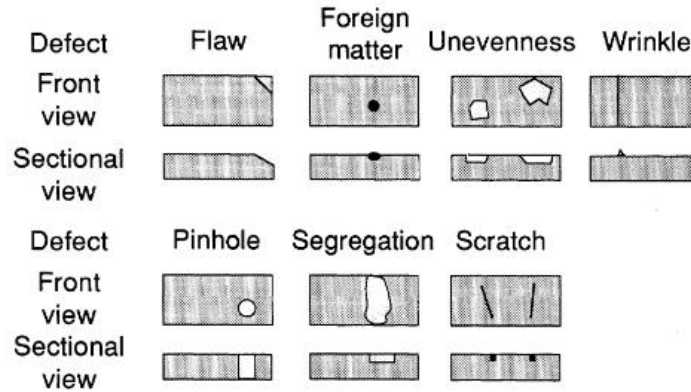 Defect Flaw Foreign matter Unevenness Wrinkle
Front view
Sectional view
Defect Pinhole Segregation Scratch
Front view
Sectional view